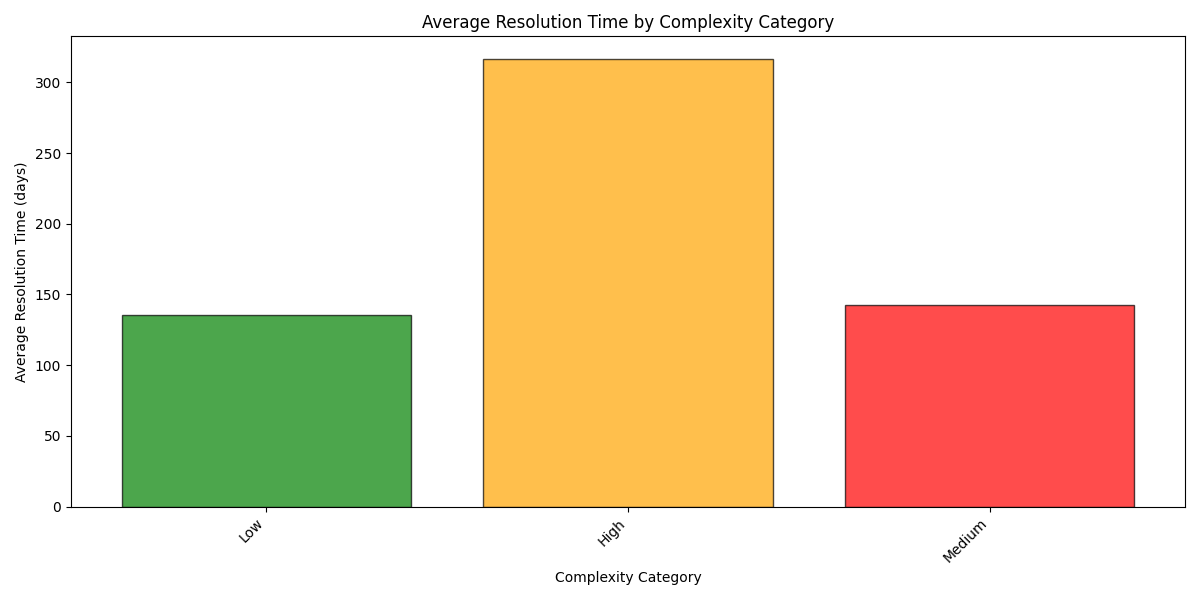 Average Resolution Time by Complexity Category
Average Resolution Time (days)
300
250
200
150
100
50
0
Low
High
Medium
Complexity Category